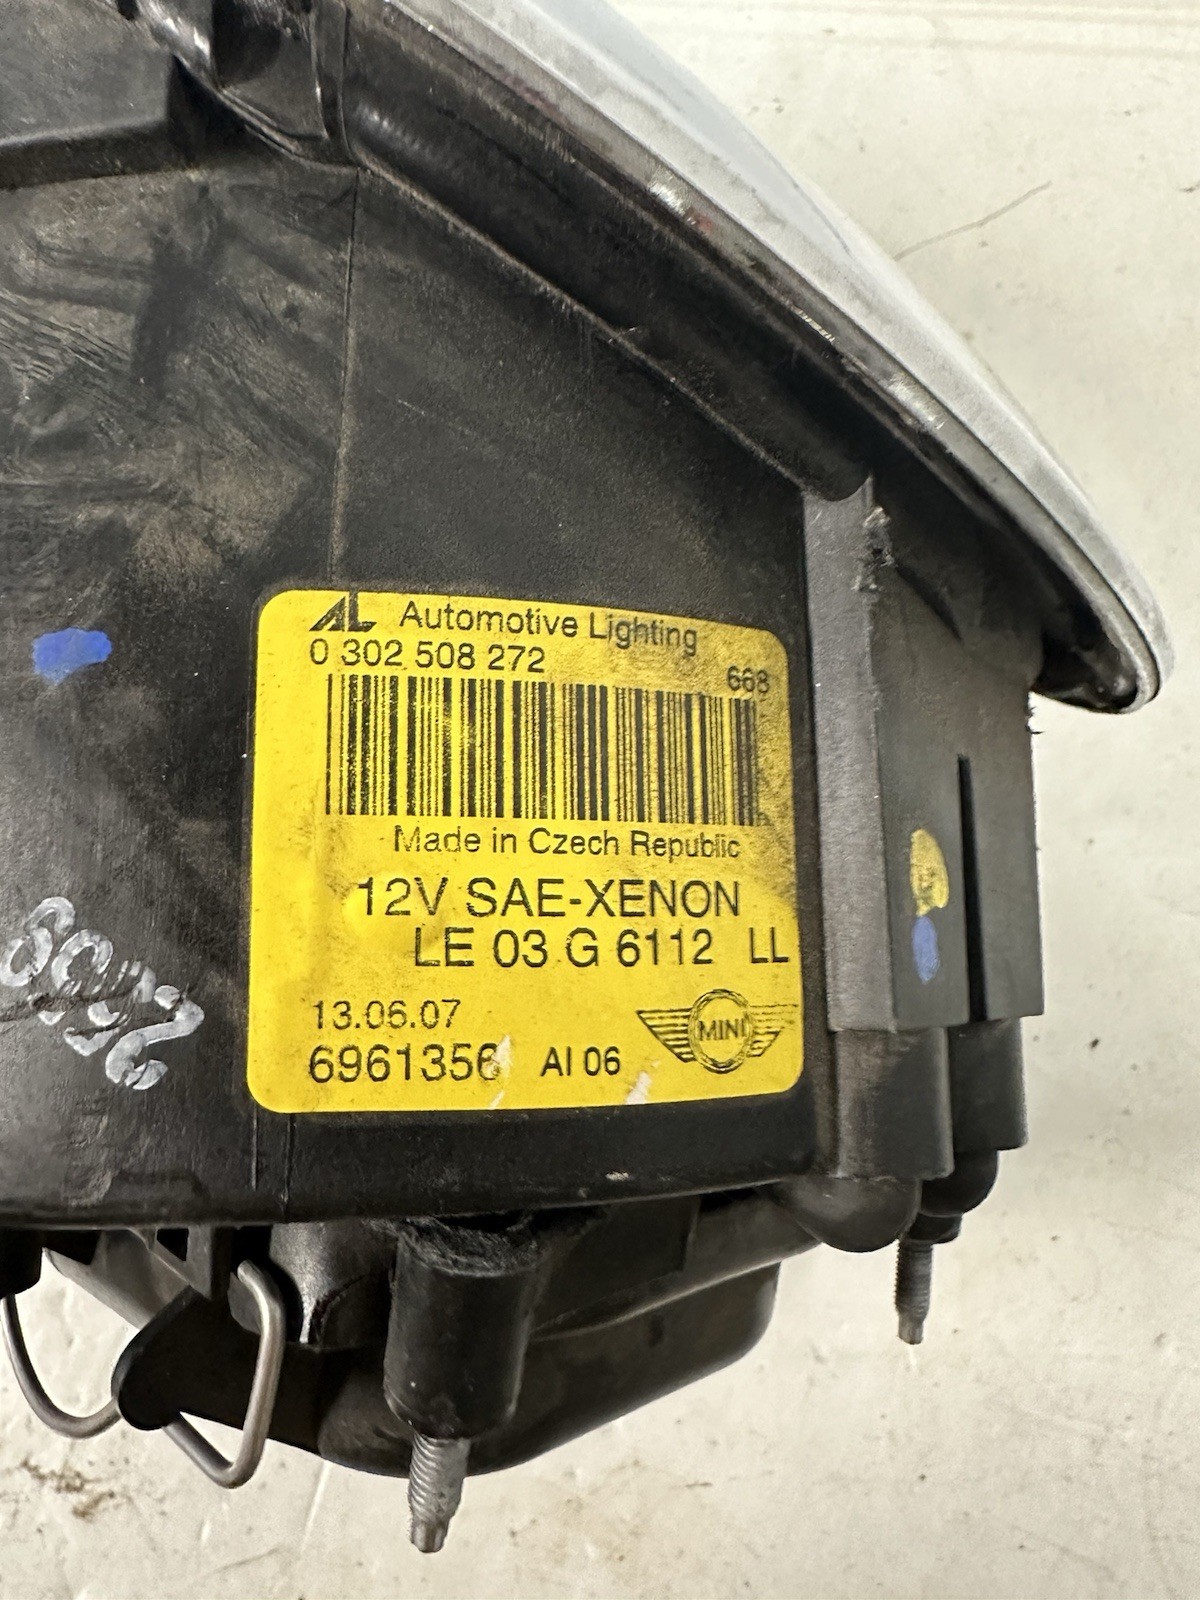 AL Automotive Lighting
0 302 508 272
668
Made in Czech Republic
12V SAE-XENON
LE 03 G 6112 LL
13.06.07
6961356 AI 06
MINI